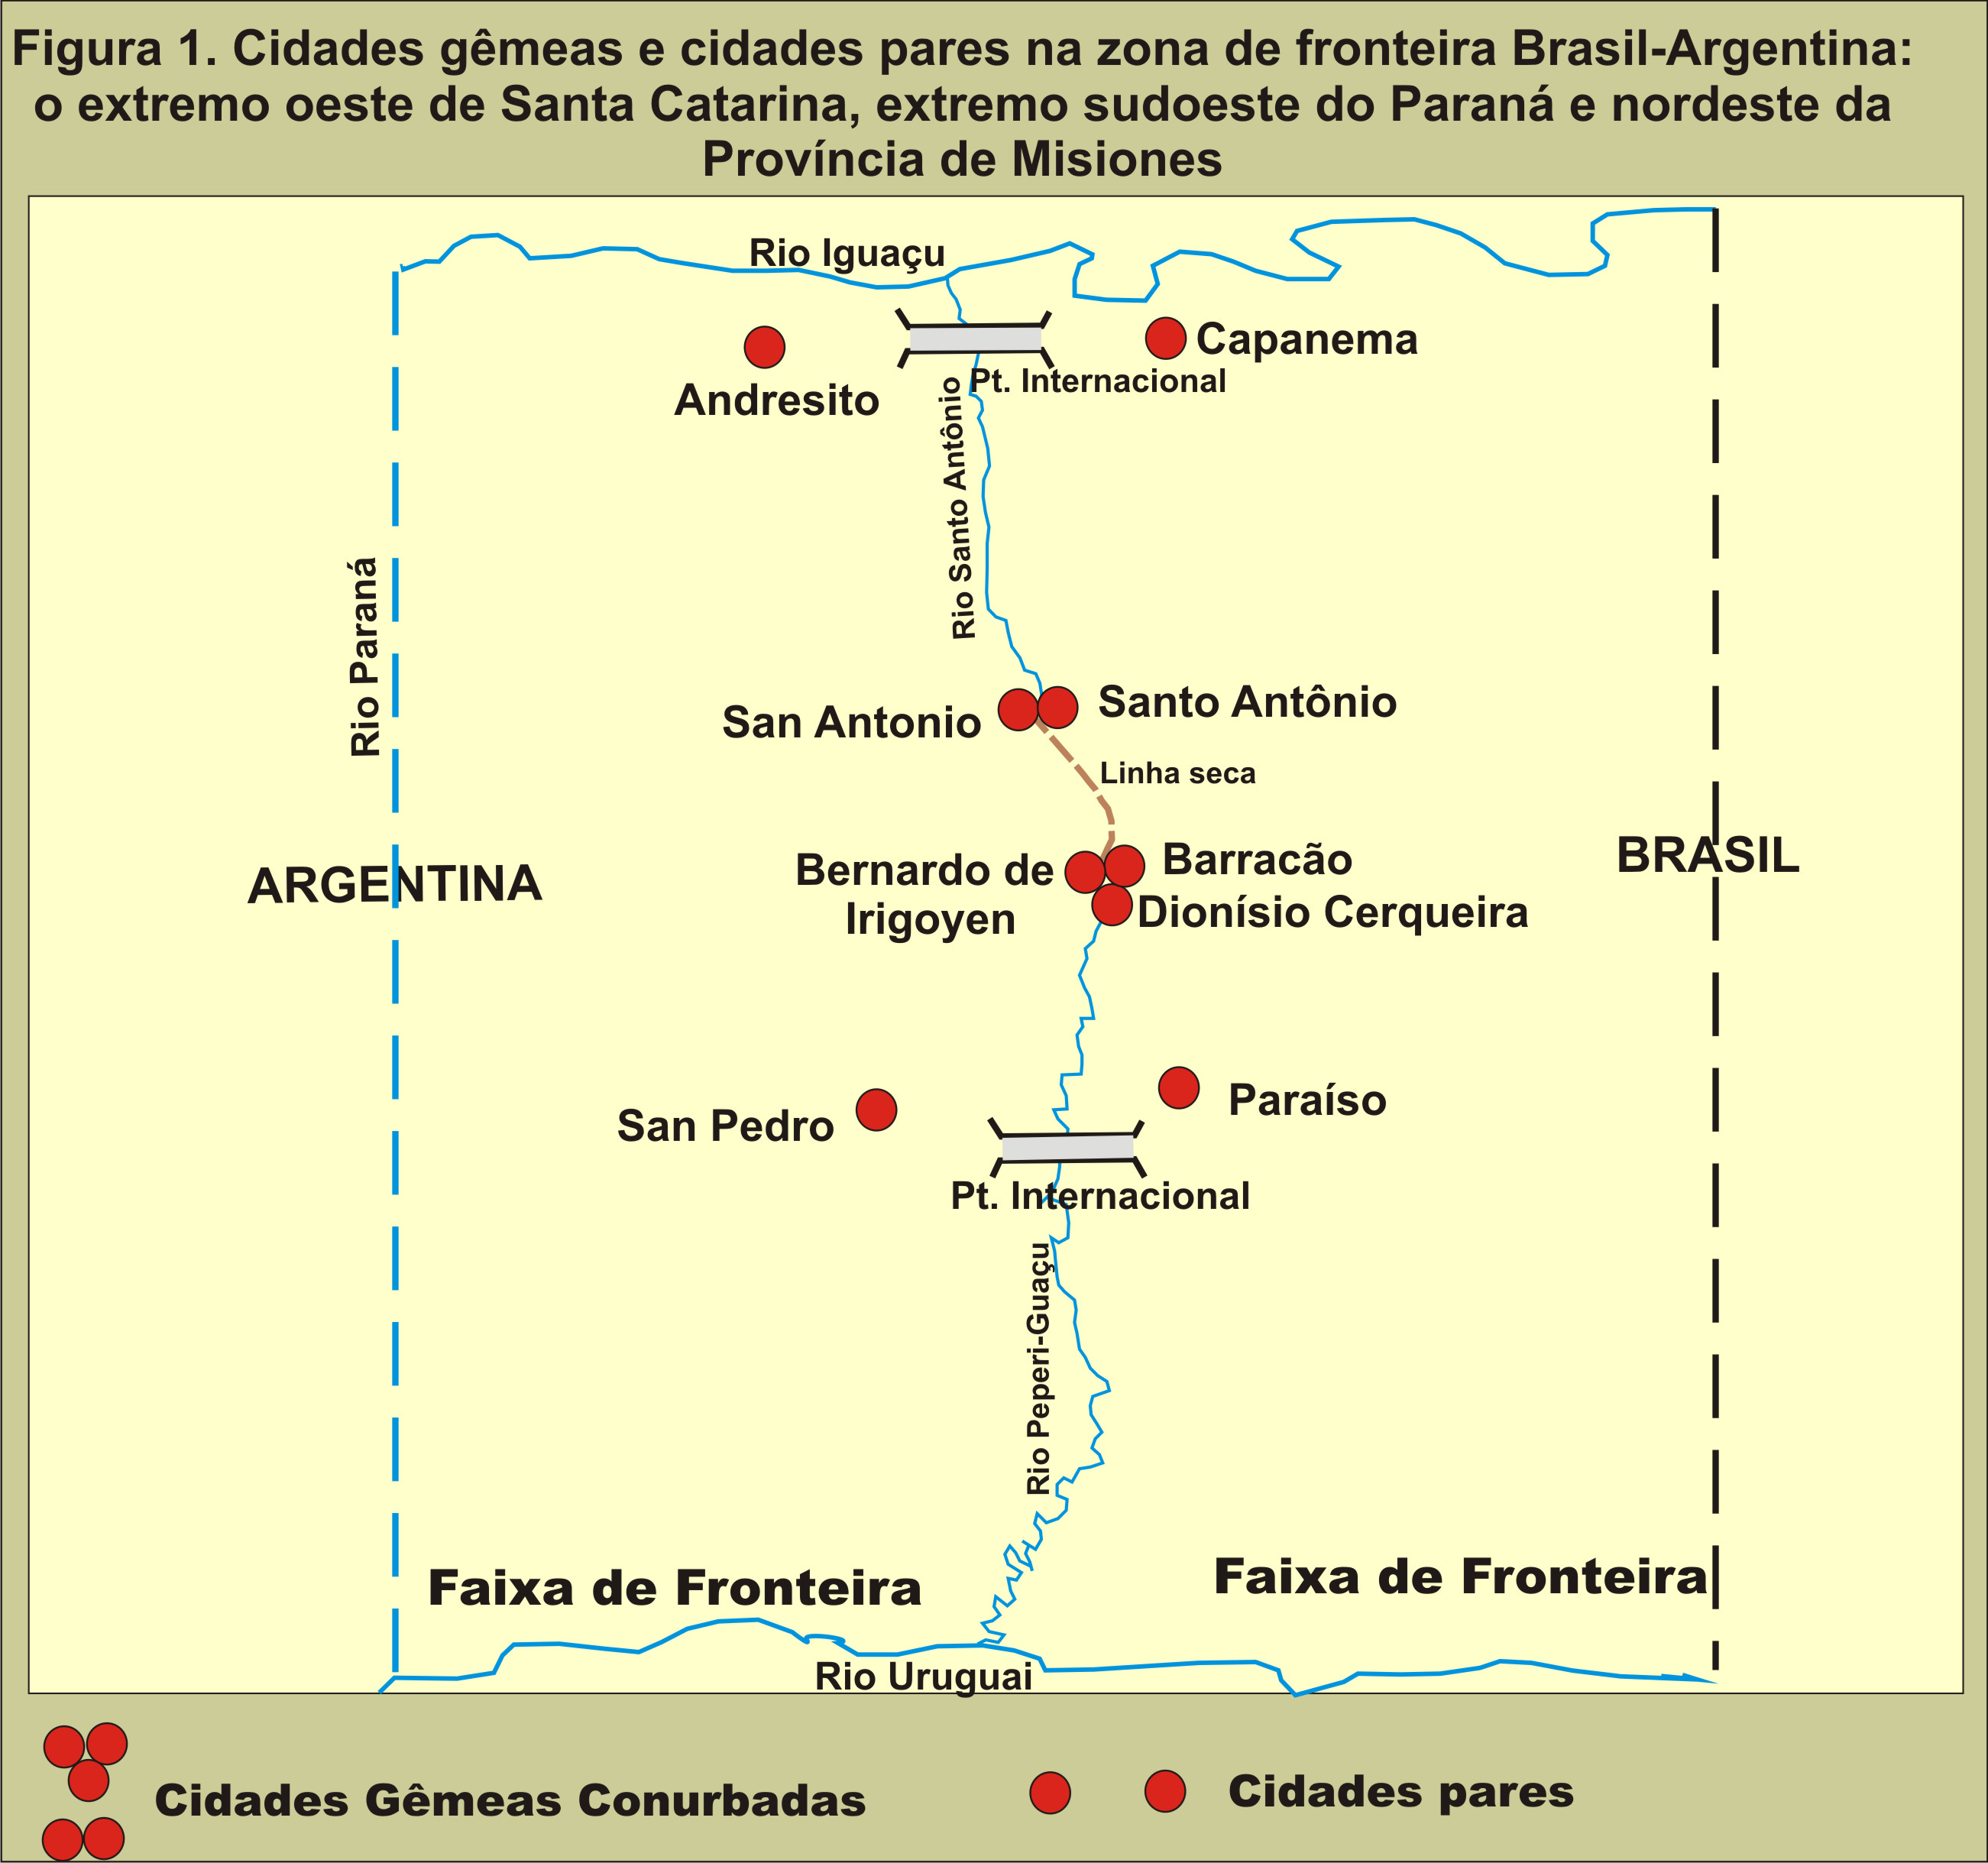 Figura 1. Cidades gêmeas e cidades pares na zona de fronteira Brasil-Argentina:
o extremo oeste de Santa Catarina, extremo sudoeste do Paraná e nordeste da
Província de Misiones
Rio Iguaçu
Capanema
Pt. Internacional
Andresito
Rio Santo Antônio
Rio Paraná
Santo Antônio
San Antonio
Linha seca
ARGENTINA
Bernardo de
Irigoyen
Barracão
Dionísio Cerqueira
BRASIL
San Pedro
Paraíso
Pt. Internacional
Rio Peperi-Guaçu
Faixa de Fronteira
Faixa de Fronteira
Rio Uruguai
Cidades Gêmeas Conurbadas
Cidades pares